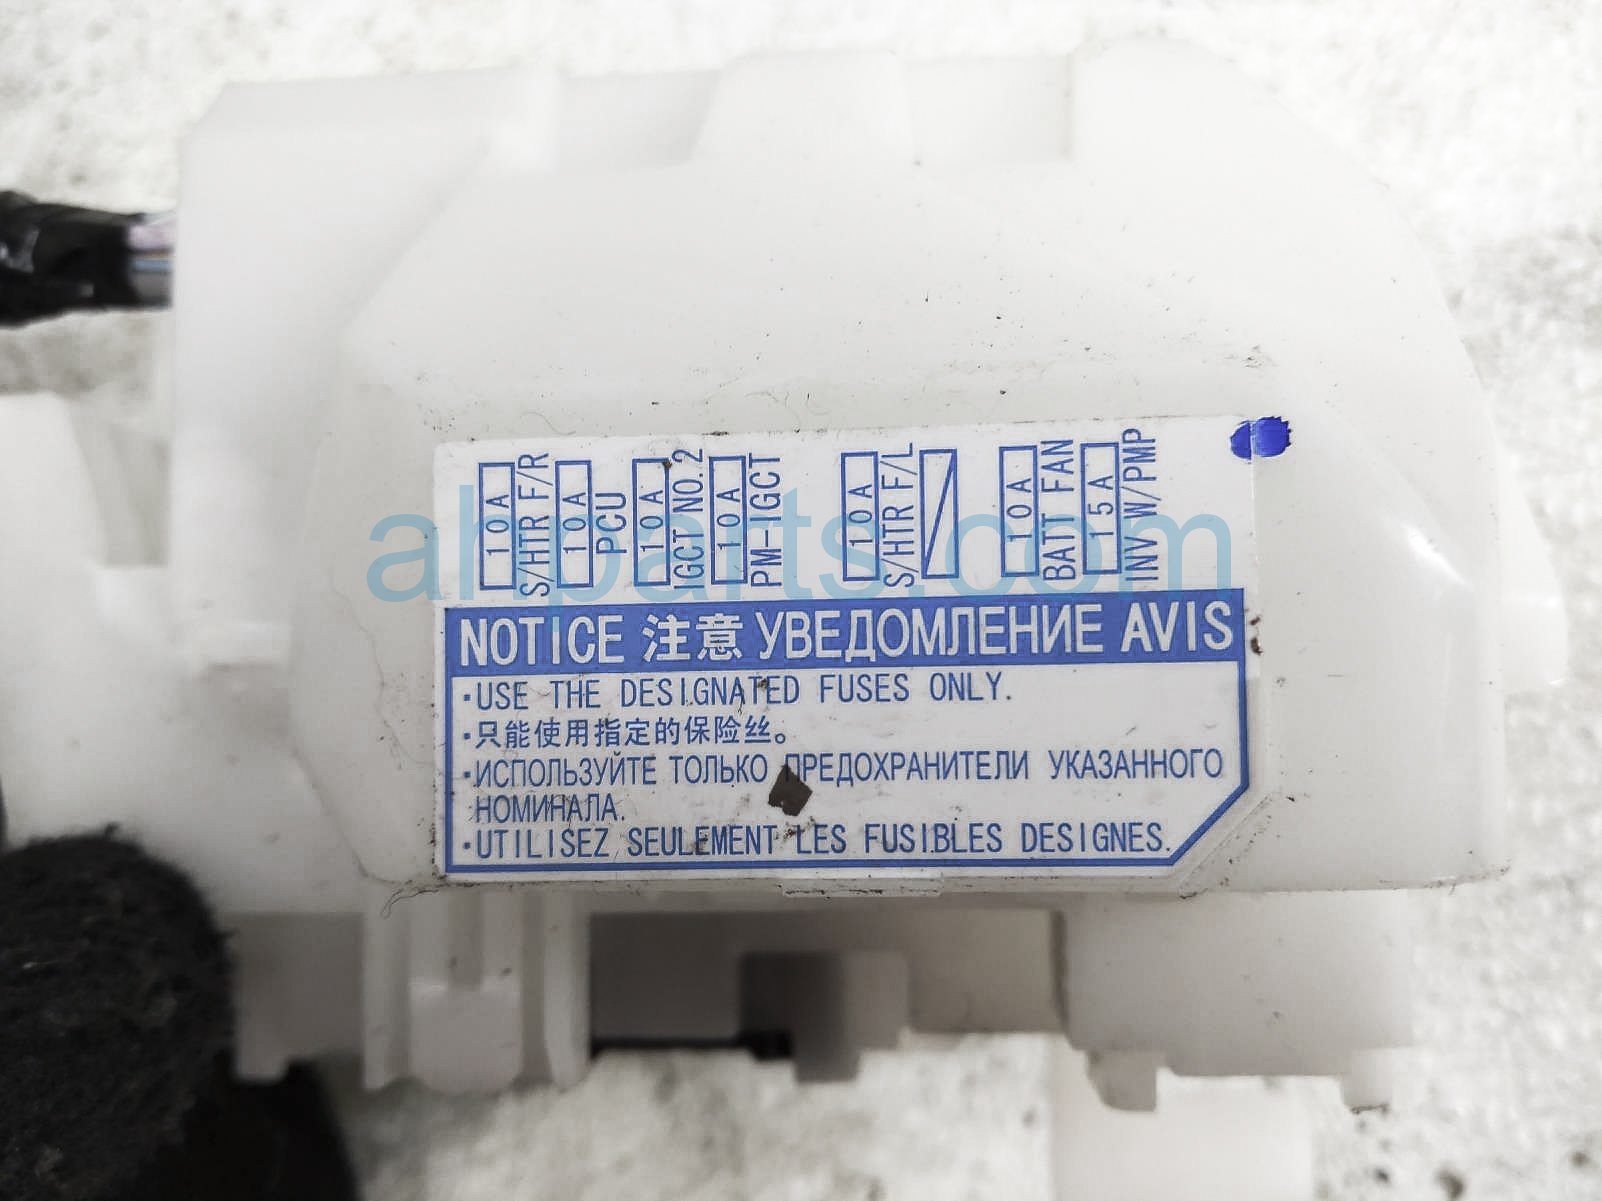 10A
S/HTR F/R
10A
PCU
10A
IGCT NO.2
10A
PM-IGCT
10A
S/HTR F/L
10A
BATT FAN
15A
INV W/PMP
ahparts.com
NOTICE 注意 УВЕДОМЛЕНИЕ AVIS
·USE THE DESIGNATED FUSES ONLY.
·只能使用指定的保险丝。
·ИСПОЛЬЗУЙТЕ ТОЛЬКО ПРЕДОХРАНИТЕЛИ УКАЗАННОГО
НОМИНАЛА.
·UTILISEZ SEULEMENT LES FUSIBLES DESIGNES.